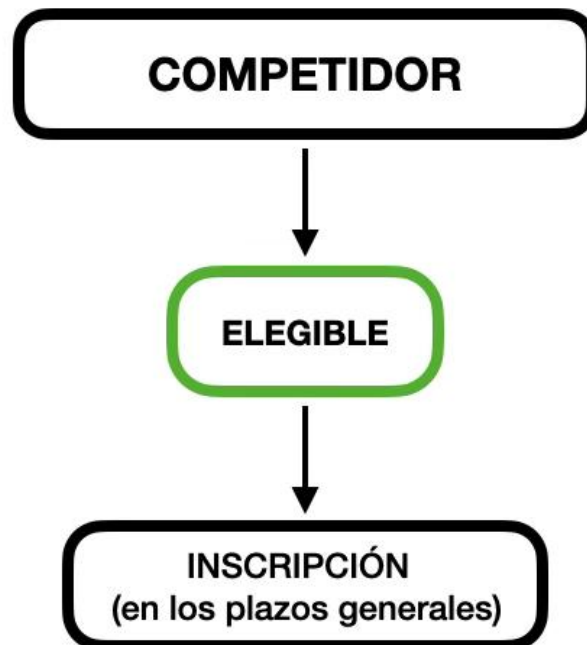 COMPETIDOR
ELEGIBLE
INSCRIPCIÓN
(en los plazos generales)